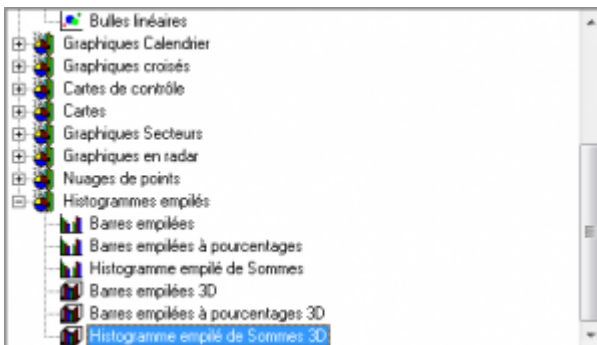 Bulles linéaires
Graphiques Calendrier
Graphiques croisés
Cartes de contrôle
Cartes
Graphiques Secteurs
Graphiques en radar
Nuages de points
Histogrammes empilés
Barres empilées
Barres empilées à pourcentages
Histogramme empilé de Sommes
Barres empilées 3D
Barres empilées à pourcentages 3D
Histogramme empilé de Sommes 3D